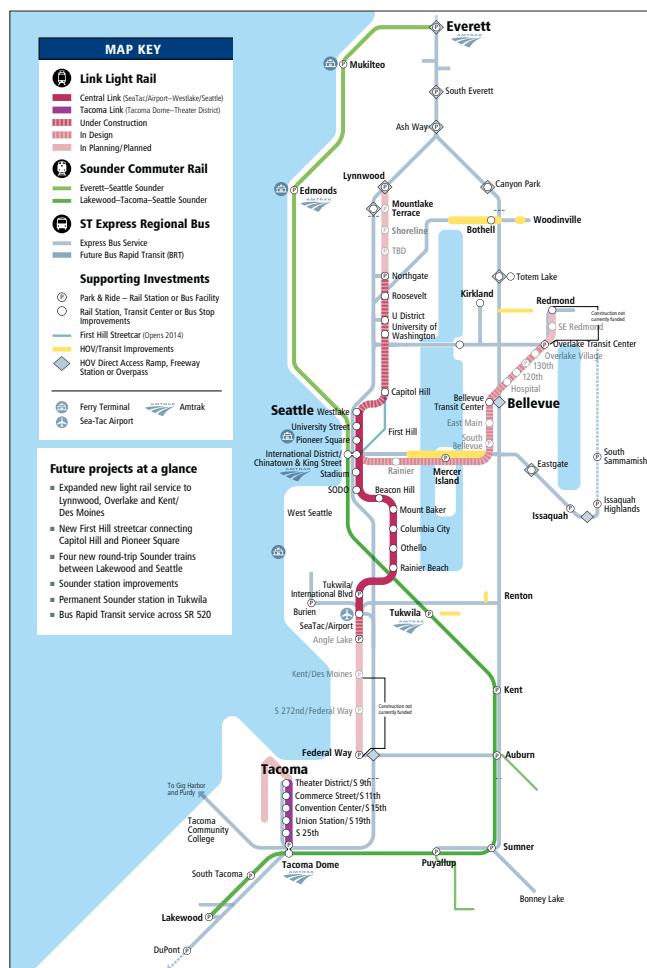 MAP KEY
Link Light Rail
Central Link (SeaTac/Airport–Westlake/Seattle)
Tacoma Link (Tacoma Dome–Theater District)
Under Construction
In Design
In Planning/Planned
Sounder Commuter Rail
Everett–Seattle Sounder
Lakewood–Tacoma–Seattle Sounder
ST Express Regional Bus
Express Bus Service
Future Bus Rapid Transit (BRT)
Supporting Investments
P
Park & Ride – Rail Station or Bus Facility
Rail Station, Transit Center or Bus Stop
Improvements
First Hill Streetcar (Opens 2014)
HOV/Transit Improvements
HOV Direct Access Ramp, Freeway
Station or Overpass
Ferry Terminal
AMTRAK
Amtrak
Sea-Tac Airport
Future projects at a glance
▪ Expanded new light rail service to
Lynnwood, Overlake and Kent/
Des Moines
▪ New First Hill streetcar connecting
Capitol Hill and Pioneer Square
▪ Four new round-trip Sounder trains
between Lakewood and Seattle
▪ Sounder station improvements
▪ Permanent Sounder station in Tukwila
▪ Bus Rapid Transit service across SR 520
Everett
AMTRAK
Mukilteo
South Everett
Ash Way
Lynnwood
Canyon Park
Edmonds
AMTRAK
Mountlake
Terrace
Woodinville
Bothell
Shoreline
TBD
Northgate
Totem Lake
Roosevelt
Kirkland
Redmond
Construction not
currently funded
U District
SE Redmond
University of
Washington
Overlake Transit Center
Overlake Village
130th
120th
Hospital
Capitol Hill
Bellevue
Transit Center
Bellevue
Seattle
Westlake
University Street
First Hill
East Main
Pioneer Square
South
Bellevue
International District/
Chinatown & King Street
Rainier
Mercer
Island
Eastgate
South
Sammamish
Stadium
SODO
Beacon Hill
Issaquah
Issaquah
Highlands
West Seattle
Mount Baker
Columbia City
Othello
Rainier Beach
Tukwila/
International Blvd
Renton
Burien
SeaTac/Airport
Tukwila
AMTRAK
Angle Lake
Kent/Des Moines
Kent
S 272nd/Federal Way
Construction not
currently funded
Federal Way
Auburn
Tacoma
To Gig Harbor
and Purdy
Theater District/S 9th
Commerce Street/S 11th
Convention Center/S 15th
Tacoma
Community
College
Union Station/S 19th
S 25th
Sumner
Tacoma Dome
AMTRAK
Puyallup
South Tacoma
Bonney Lake
Lakewood
DuPont